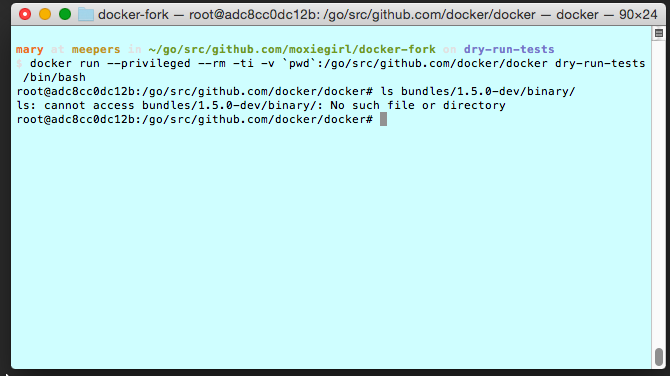 docker-fork — root@adc8cc0dc12b: /go/src/github.com/docker/docker — docker — 90×24
mary at meepers in ~/go/src/github.com/moxiegirl/docker-fork on dry-run-tests
$ docker run --privileged --rm -ti -v `pwd`:/go/src/github.com/docker/docker dry-run-tests
/bin/bash
root@adc8cc0dc12b:/go/src/github.com/docker/docker# ls bundles/1.5.0-dev/binary/
ls: cannot access bundles/1.5.0-dev/binary/: No such file or directory
root@adc8cc0dc12b:/go/src/github.com/docker/docker#